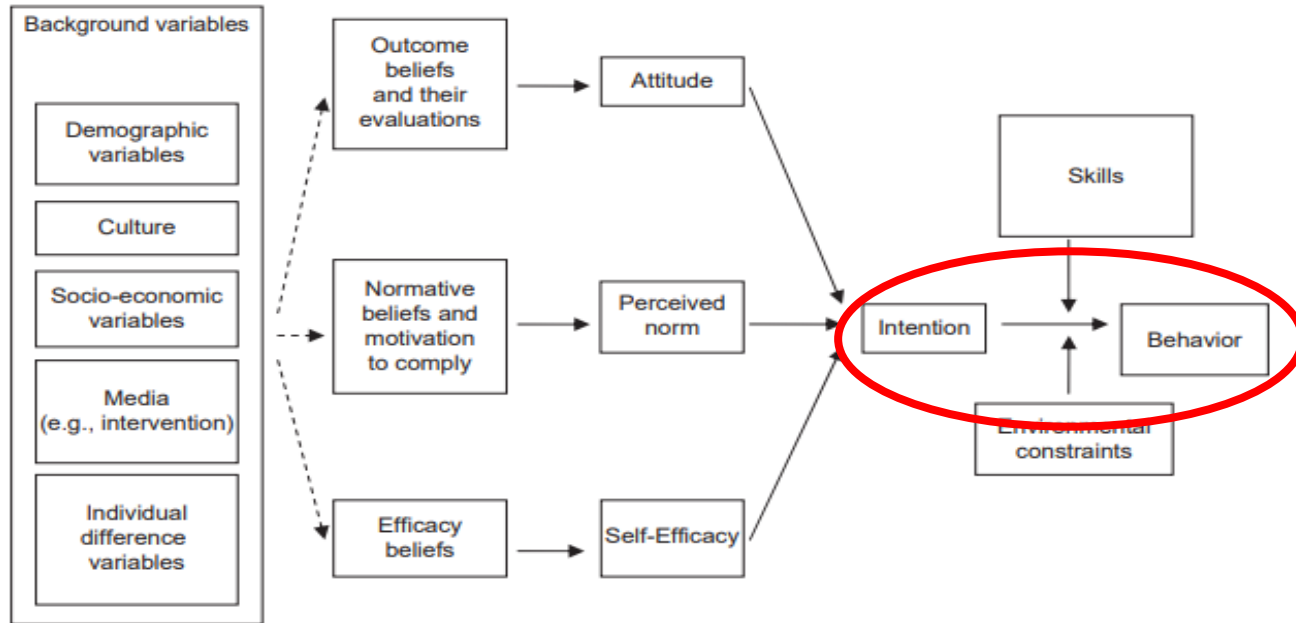 Background variables
Demographic
variables
Culture
Socio-economic
variables
Media
(e.g., intervention)
Individual
difference
variables
Outcome
beliefs
and their
evaluations
Normative
beliefs and
motivation
to comply
Efficacy
beliefs
Attitude
Perceived
norm
Self-Efficacy
Intention
Skills
Behavior
Environmental
constraints